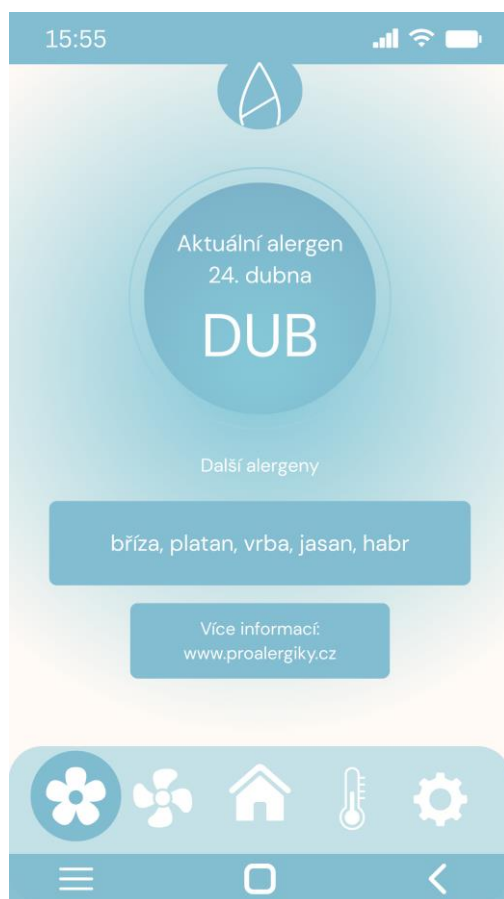 15:55
Aktuální alergen
24. dubna
DUB
Další alergeny
bříza, platan, vrba, jasan, habr
Více informací:
www.proalergiky.cz